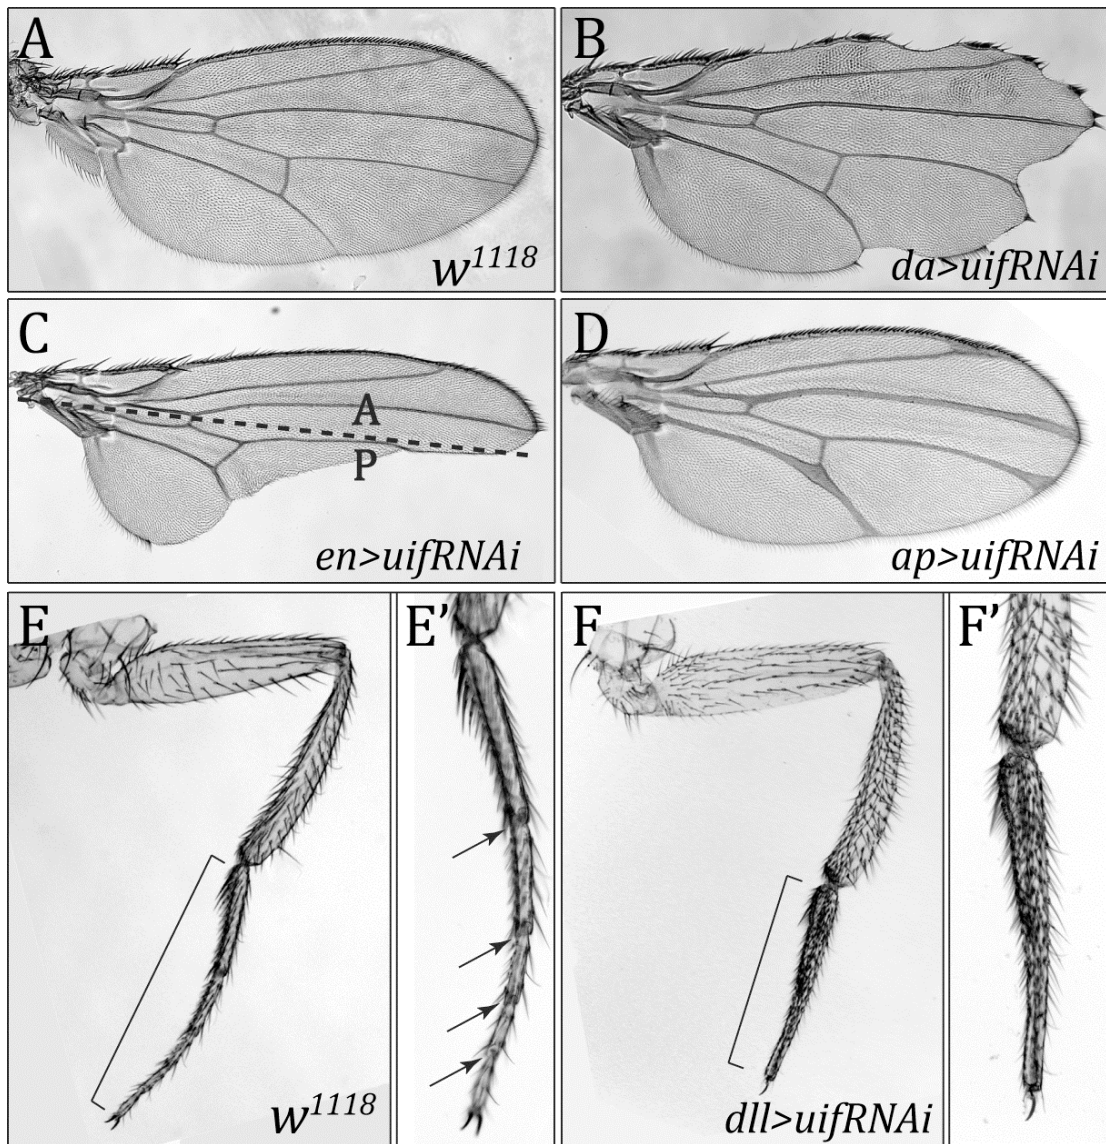 A
w1118
B
da>uifRNAi
C
A
P
en>uifRNAi
D
ap>uifRNAi
E
w1118
E’
F
dll>uifRNAi
F’